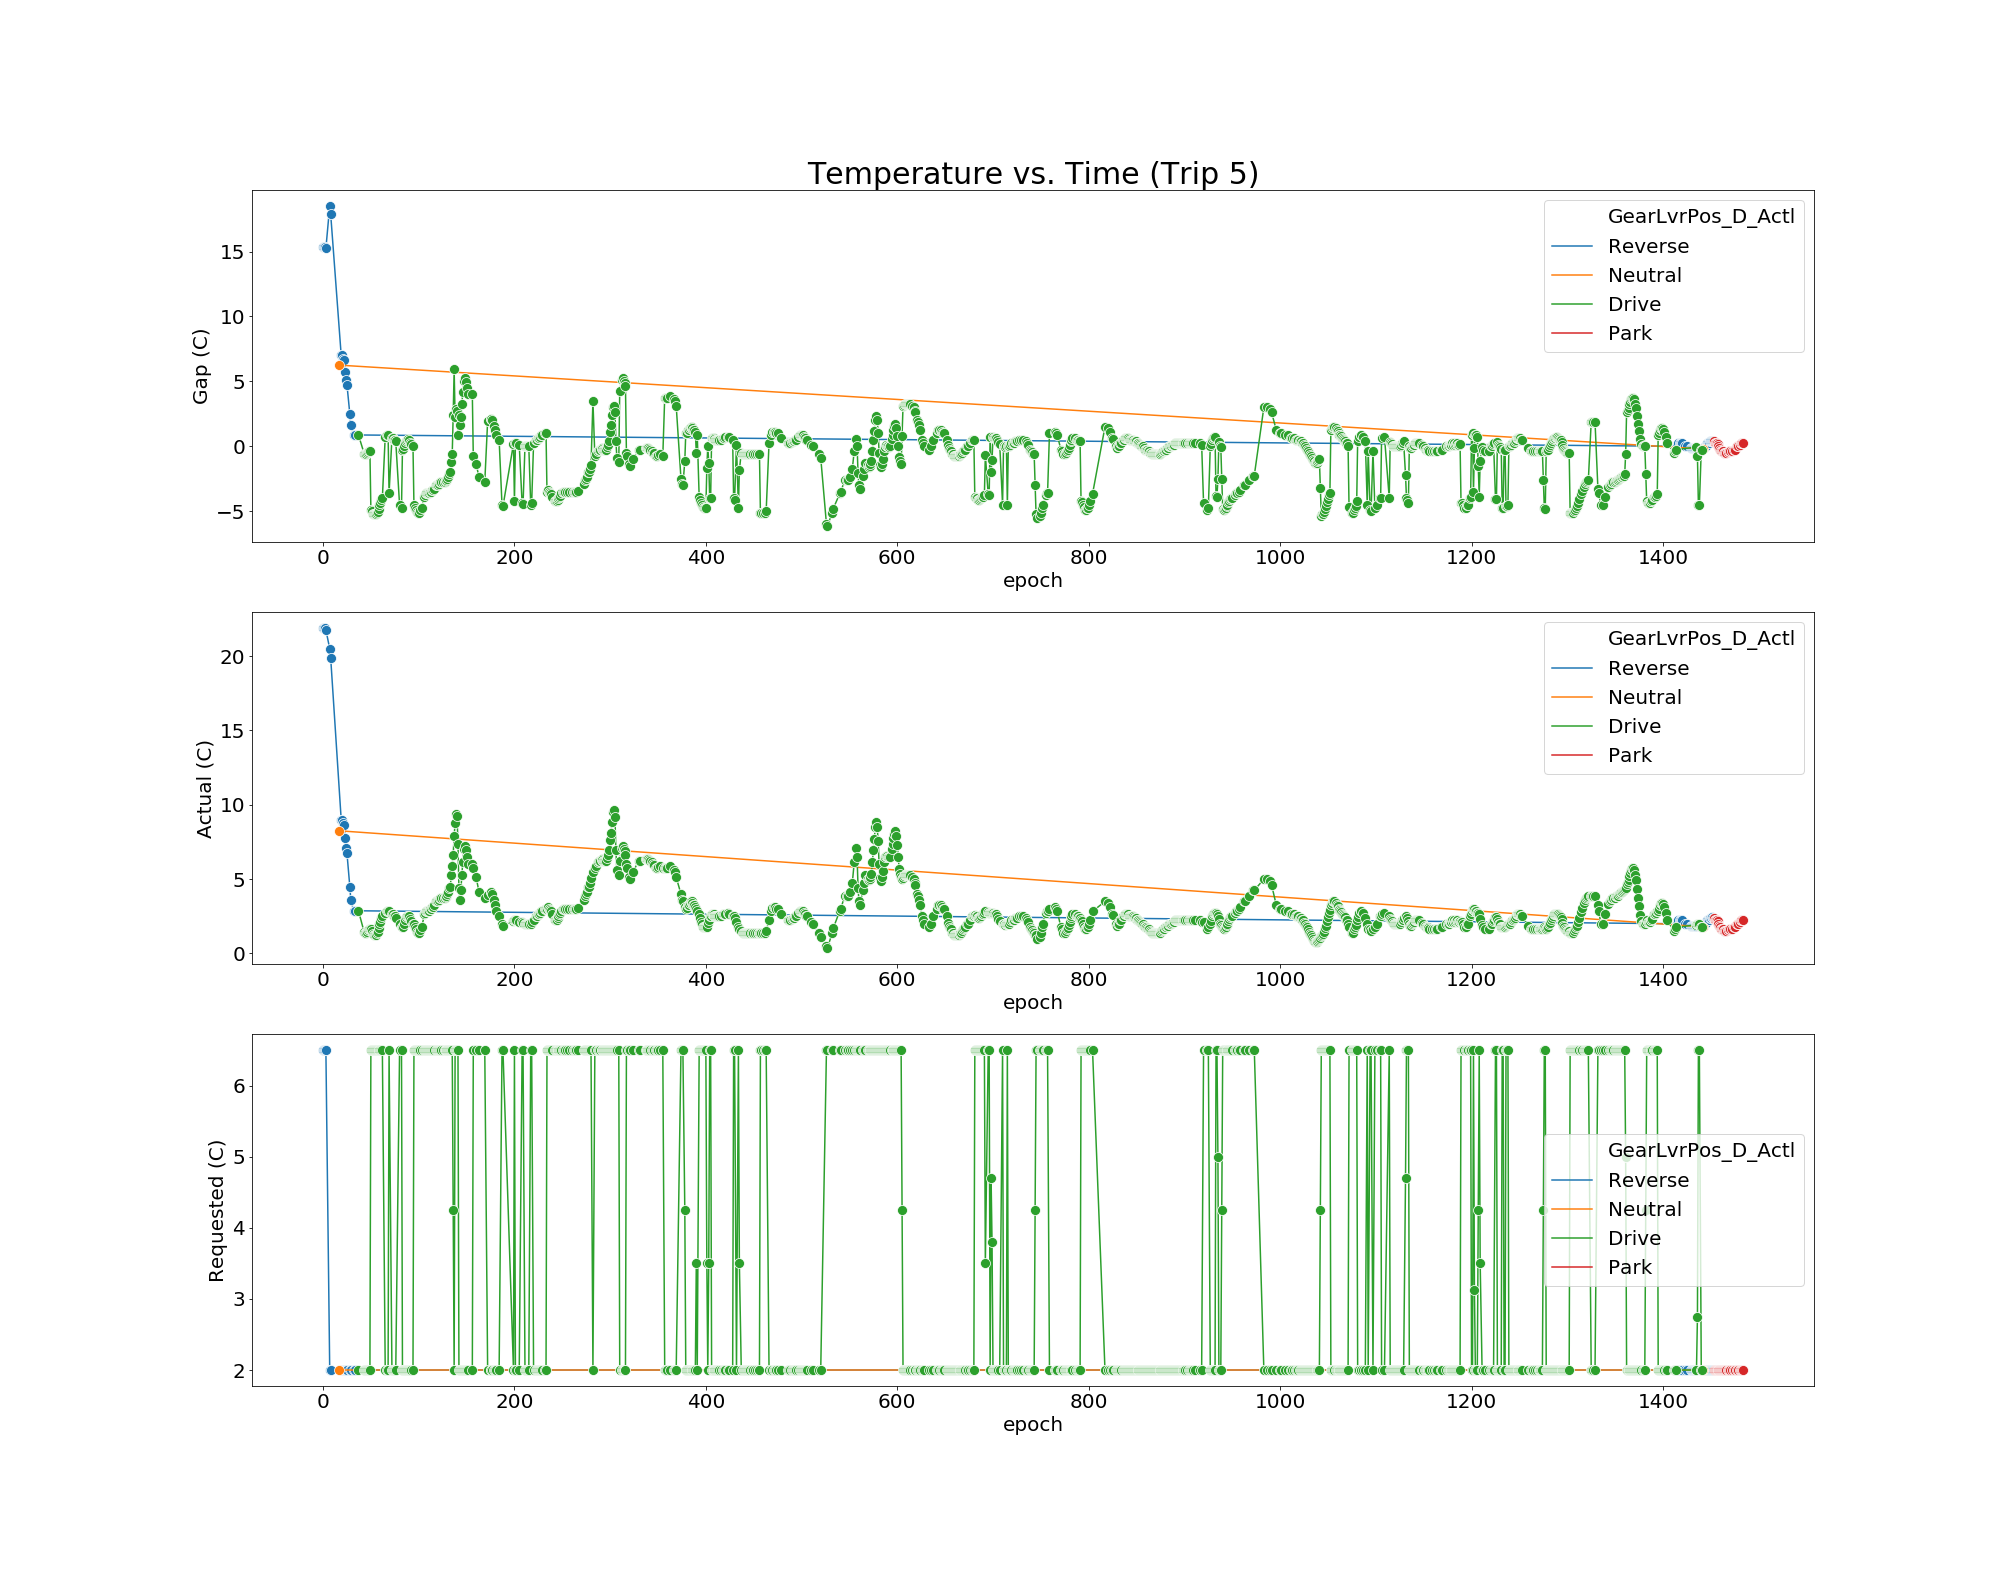 Temperature vs. Time (Trip 5)
Gap (C)
15
10
5
0
−5
0 200 400 600 800 1000 1200 1400
epoch
GearLvrPos_D_Actl
Reverse
Neutral
Drive
Park
Actual (C)
20
15
10
5
0
0 200 400 600 800 1000 1200 1400
epoch
GearLvrPos_D_Actl
Reverse
Neutral
Drive
Park
Requested (C)
6
5
4
3
2
0 200 400 600 800 1000 1200 1400
epoch
GearLvrPos_D_Actl
Reverse
Neutral
Drive
Park